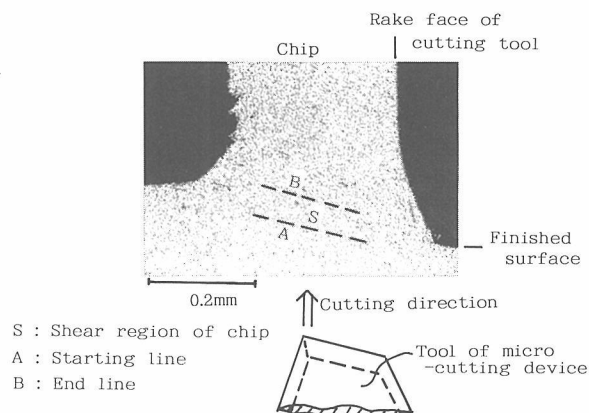 Rake face of
cutting tool
Chip
B
S
A
Finished
surface
0.2mm
Cutting direction
S : Shear region of chip
A : Starting line
B : End line
Tool of micro
-cutting device